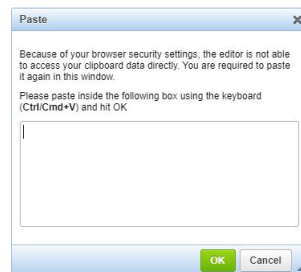 Paste
Because of your browser security settings, the editor is not able
to access your clipboard data directly. You are required to paste
it again in this window.
Please paste inside the following box using the keyboard
(Ctrl/Cmd+V) and hit OK
OK Cancel